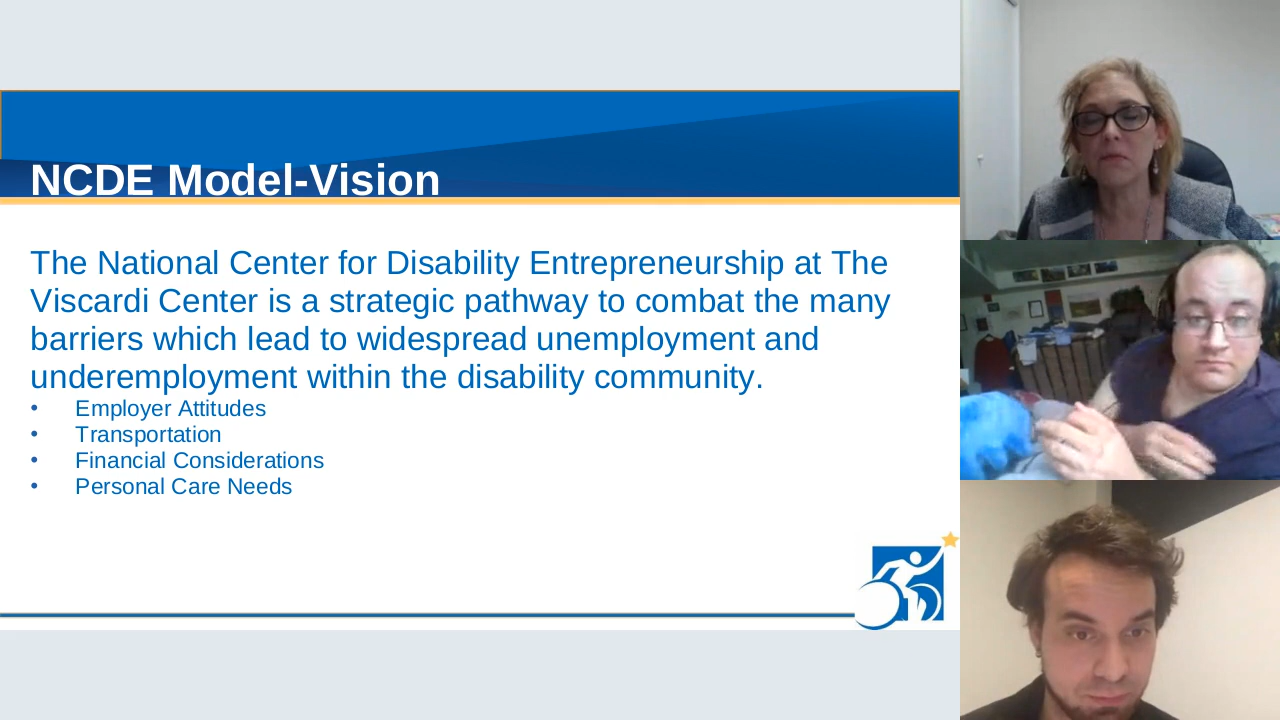 NCDE Model-Vision
The National Center for Disability Entrepreneurship at The
Viscardi Center is a strategic pathway to combat the many
barriers which lead to widespread unemployment and
underemployment within the disability community.
• Employer Attitudes
• Transportation
• Financial Considerations
• Personal Care Needs